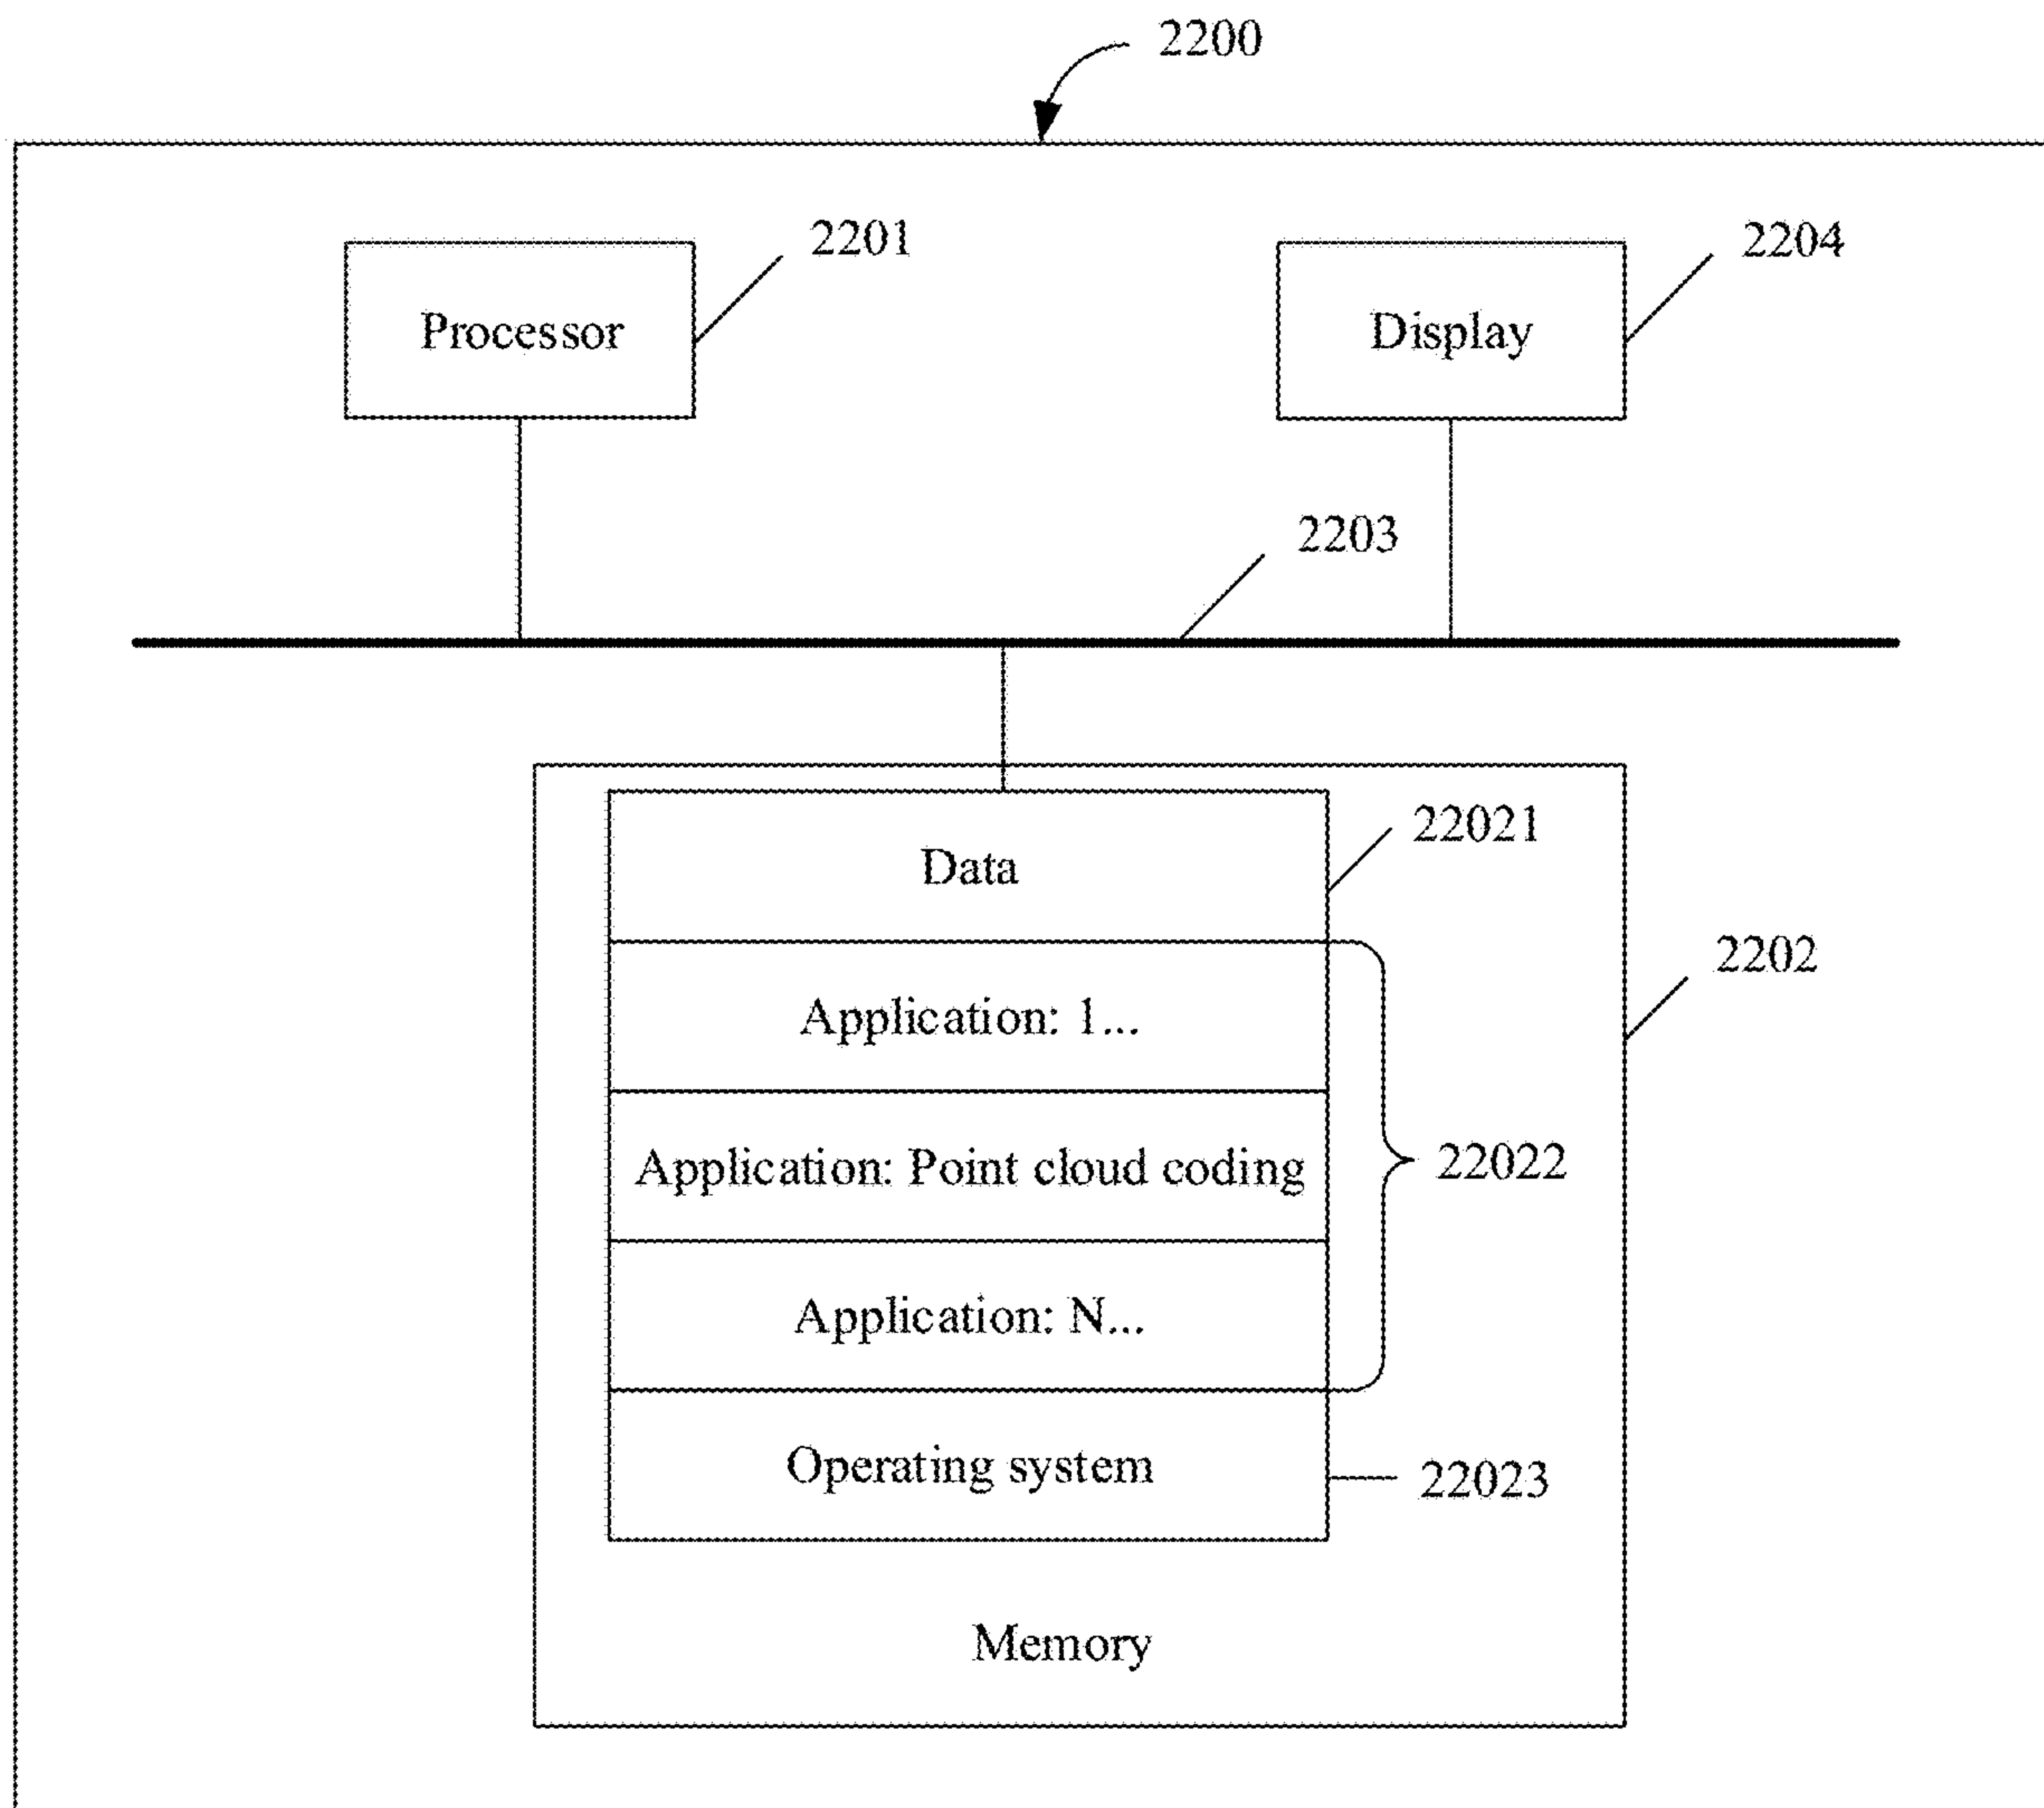 2200
2201
2204
Processor
Display
2203
22021
Data
2202
Application: 1...
Application: Point cloud coding
22022
Application: N...
Operating system
22023
Memory